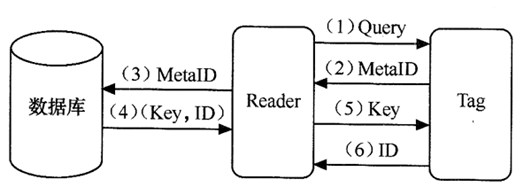 (1)Query
(2)MetaID
(3)MetaID
数据库
Reader
Tag
(4)(Key,ID)
(5)Key
(6)ID